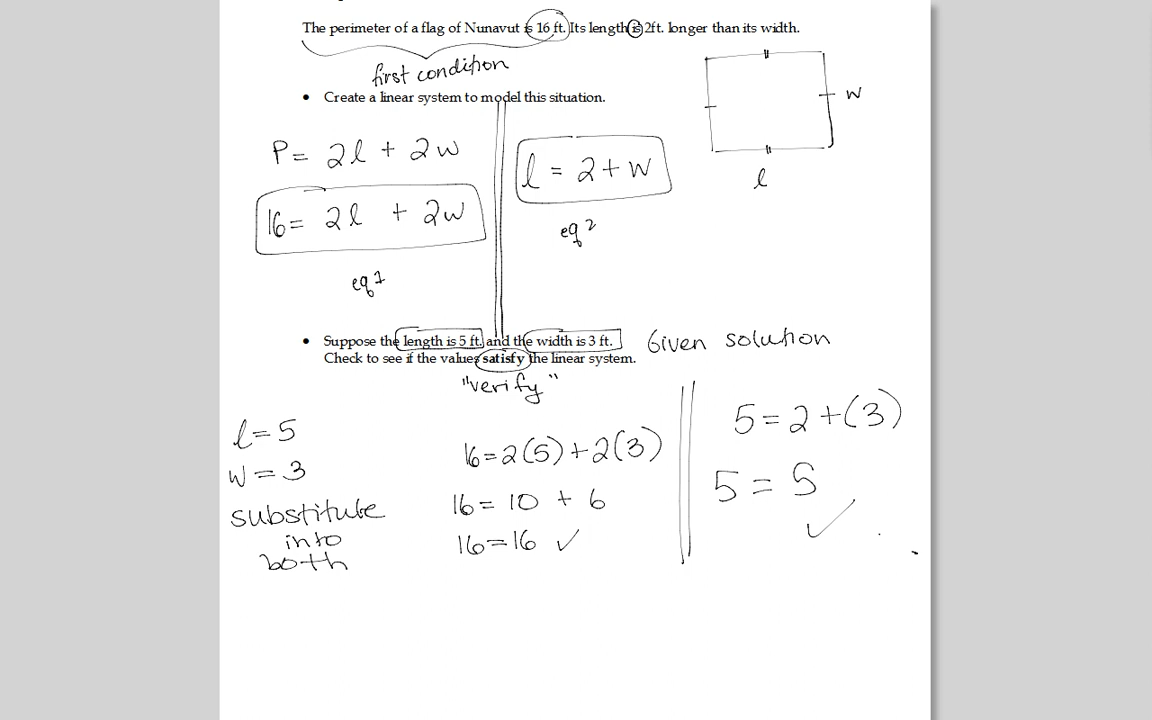 The perimeter of a flag of Nunavut is 16 ft. Its length is 2ft. longer than its width.
first condition
• Create a linear system to model this situation.
w
l
P = 2l + 2w
l = 2 + w
16 = 2l + 2w
eq 2
eq 1
• Suppose the length is 5 ft. and the width is 3 ft. Given solution
Check to see if the values satisfy the linear system.
"verify"
l = 5
w = 3
substitute
into
both
16 = 2(5) + 2(3)
16 = 10 + 6
16 = 16 ✓
5 = 2 + (3)
5 = 5
✓